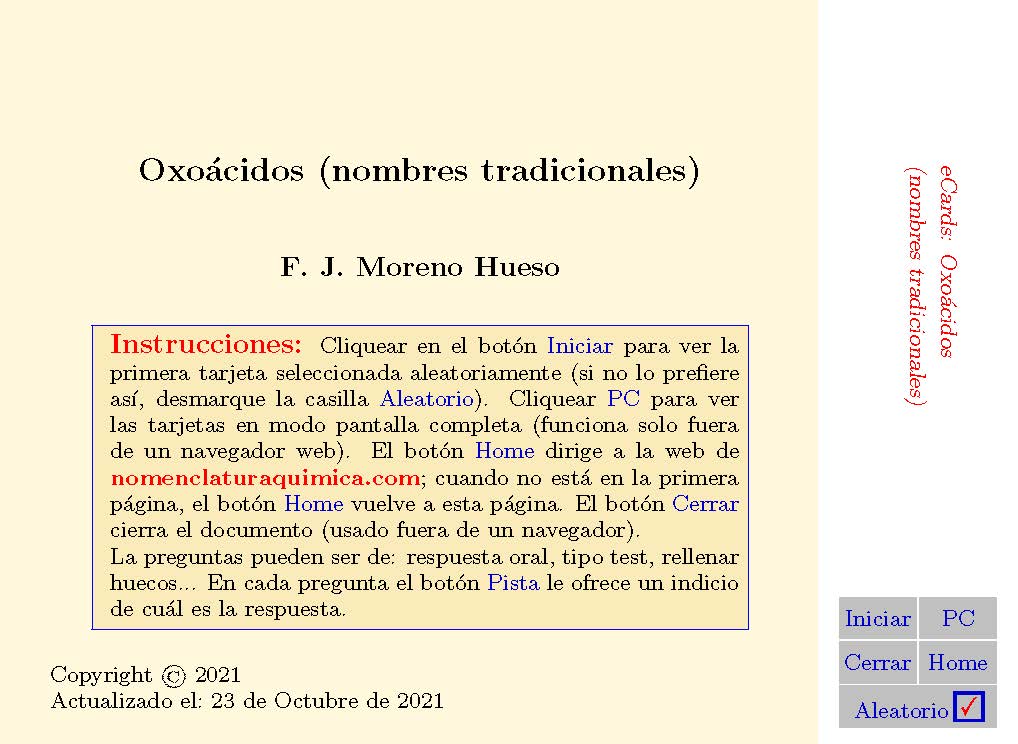 Oxoácidos (nombres tradicionales)
F. J. Moreno Hueso
Instrucciones: Cliquear en el botón Iniciar para ver la
primera tarjeta seleccionada aleatoriamente (si no lo prefiere
así, desmarque la casilla Aleatorio). Cliquear PC para ver
las tarjetas en modo pantalla completa (funciona solo fuera
de un navegador web). El botón Home dirige a la web de
nomenclaturaquimica.com; cuando no está en la primera
página, el botón Home vuelve a esta página. El botón Cerrar
cierra el documento (usado fuera de un navegador).
La preguntas pueden ser de: respuesta oral, tipo test, rellenar
huecos... En cada pregunta el botón Pista le ofrece un indicio
de cuál es la respuesta.
Copyright © 2021
Actualizado el: 23 de Octubre de 2021
eCards: Oxoácidos
(nombres tradicionales)
Iniciar PC
Cerrar Home
Aleatorio ✓